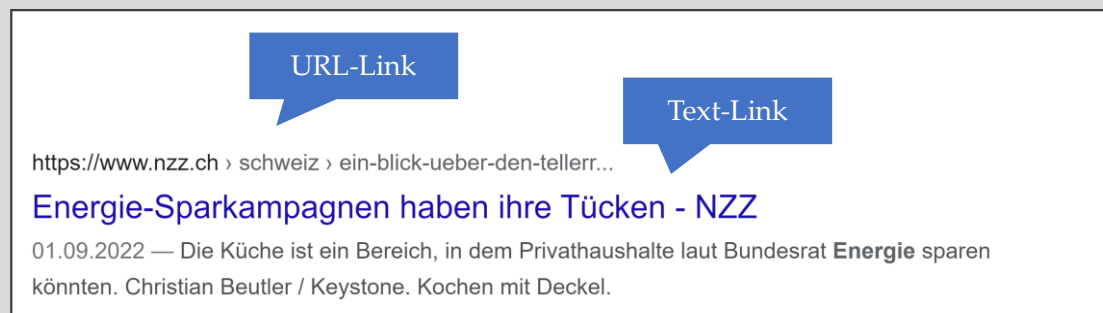 URL-Link
Text-Link
https://www.nzz.ch › schweiz › ein-blick-ueber-den-tellerr...
Energie-Sparkampagnen haben ihre Tücken - NZZ
01.09.2022 — Die Küche ist ein Bereich, in dem Privathaushalte laut Bundesrat Energie sparen
könnten. Christian Beutler / Keystone. Kochen mit Deckel.